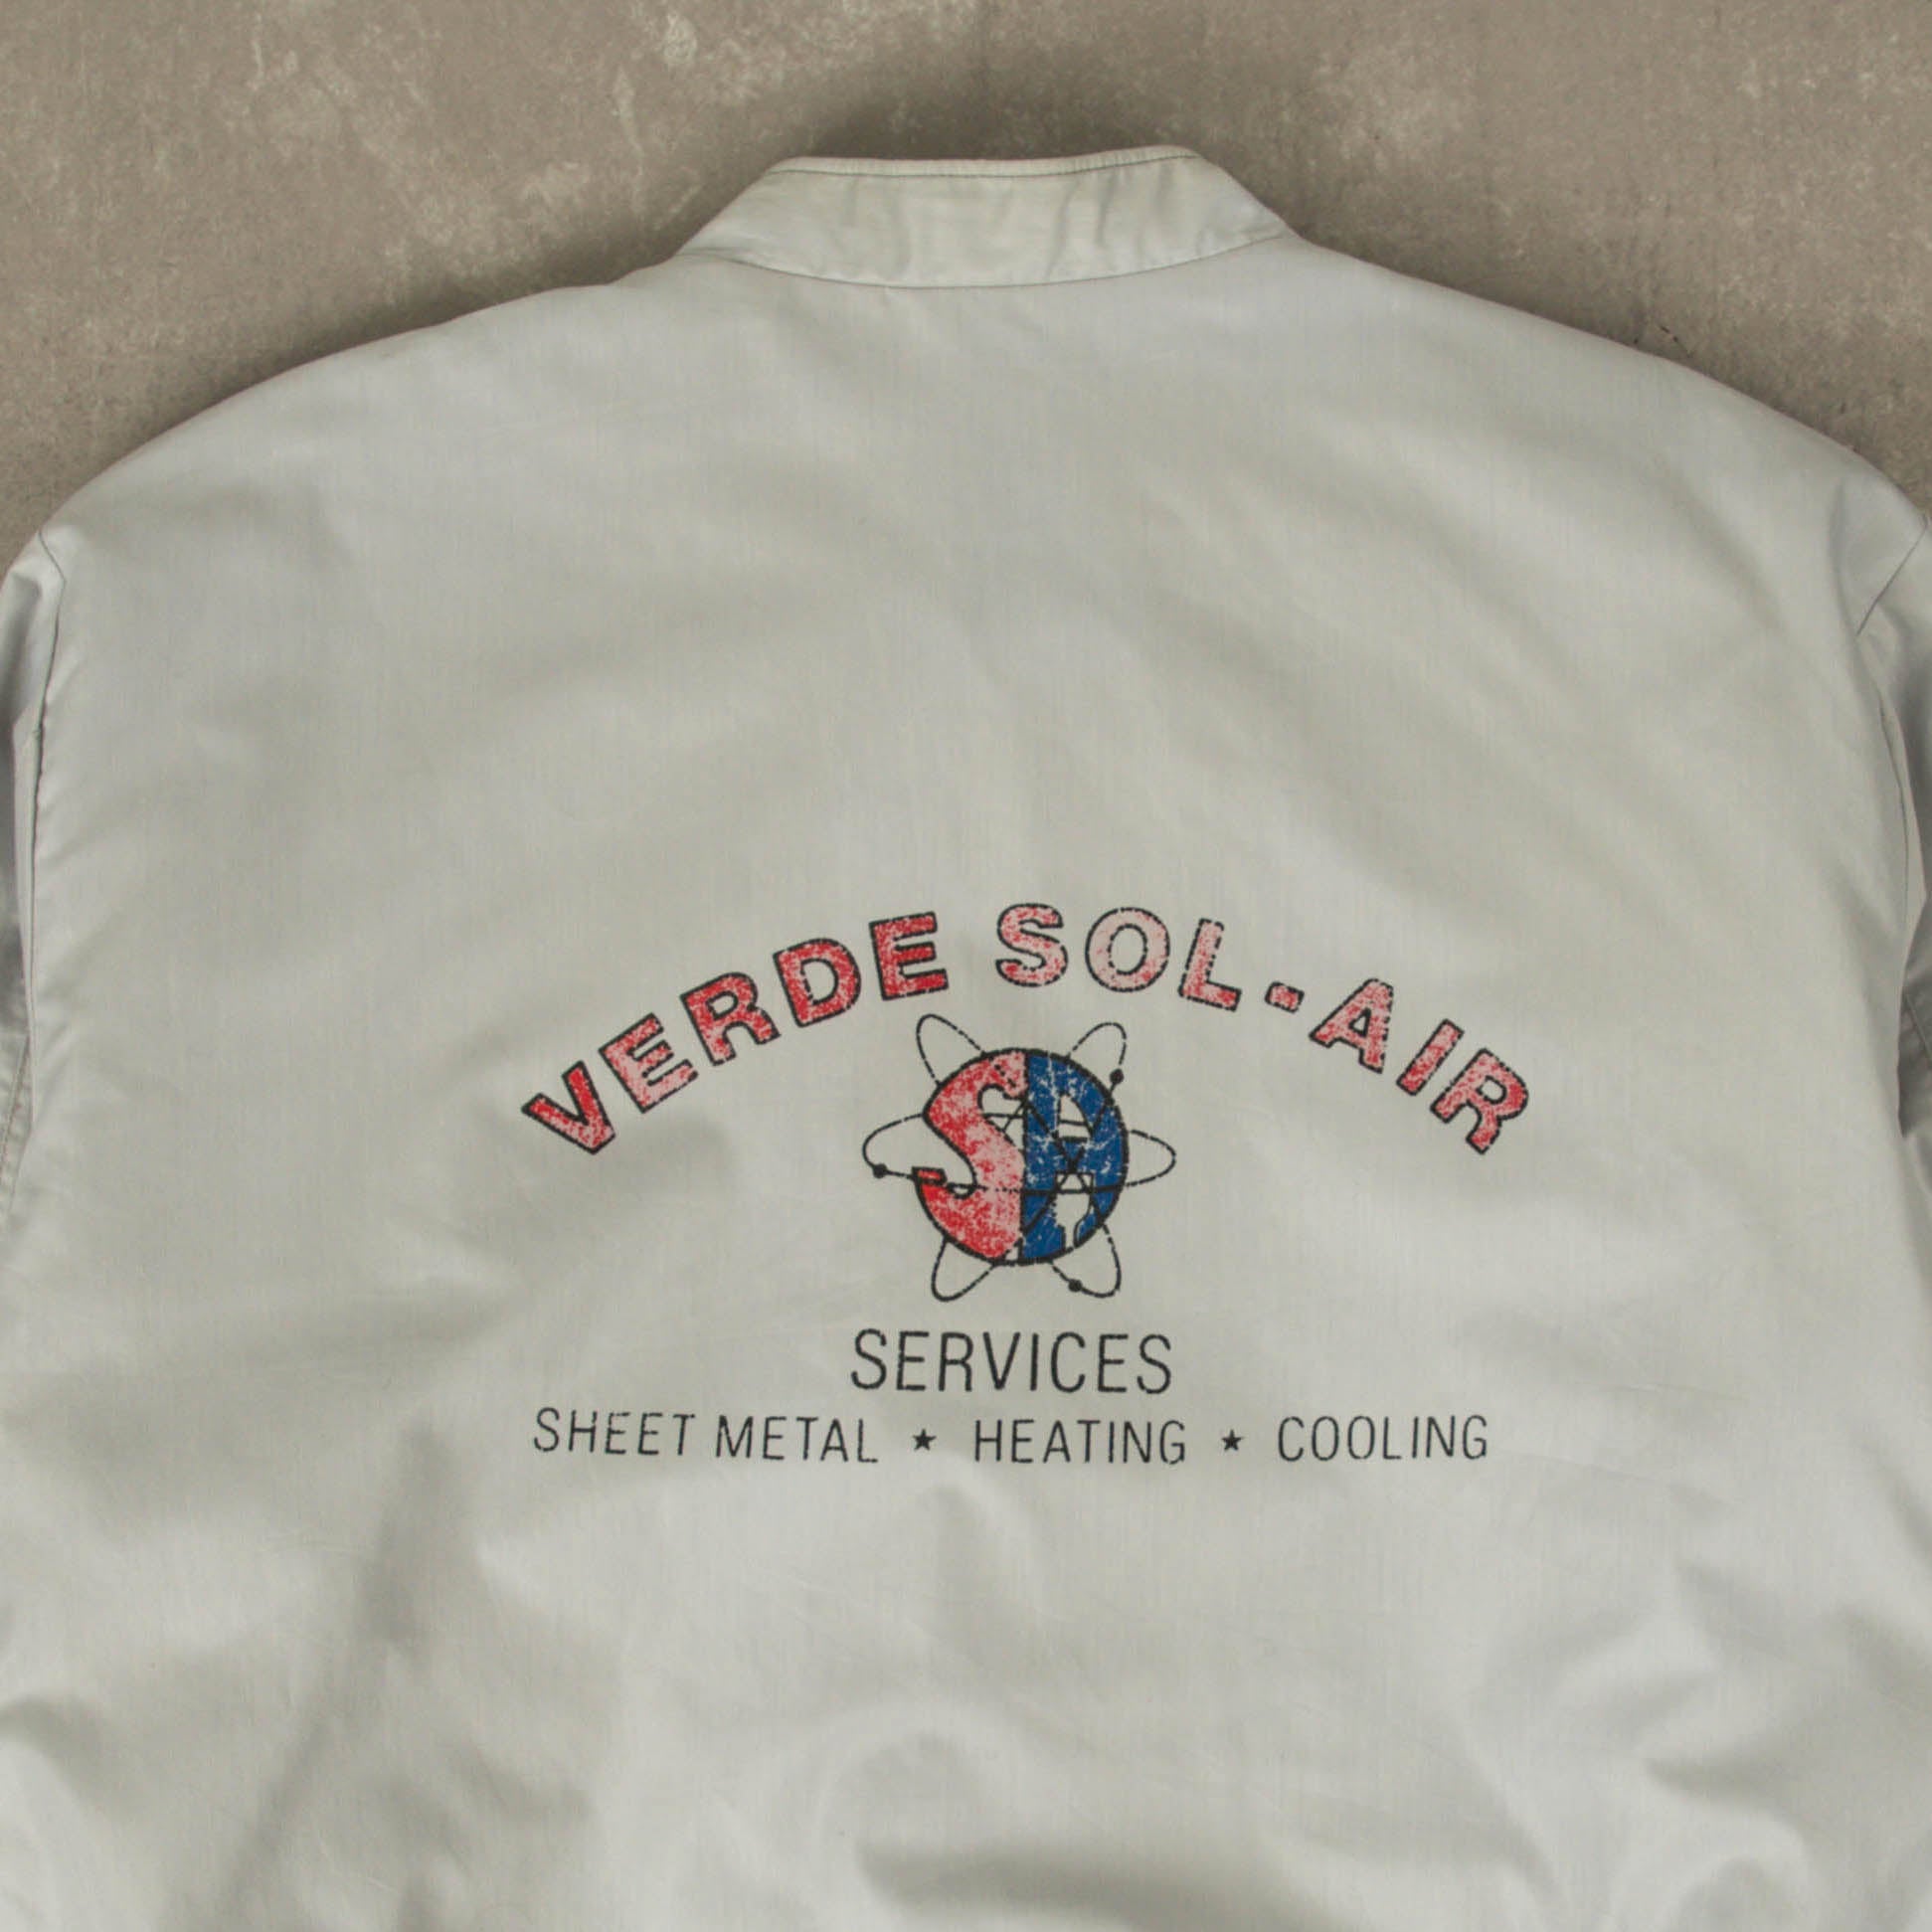 VERDE SOL-AIR
SA
SERVICES
SHEET METAL ★ HEATING ★ COOLING